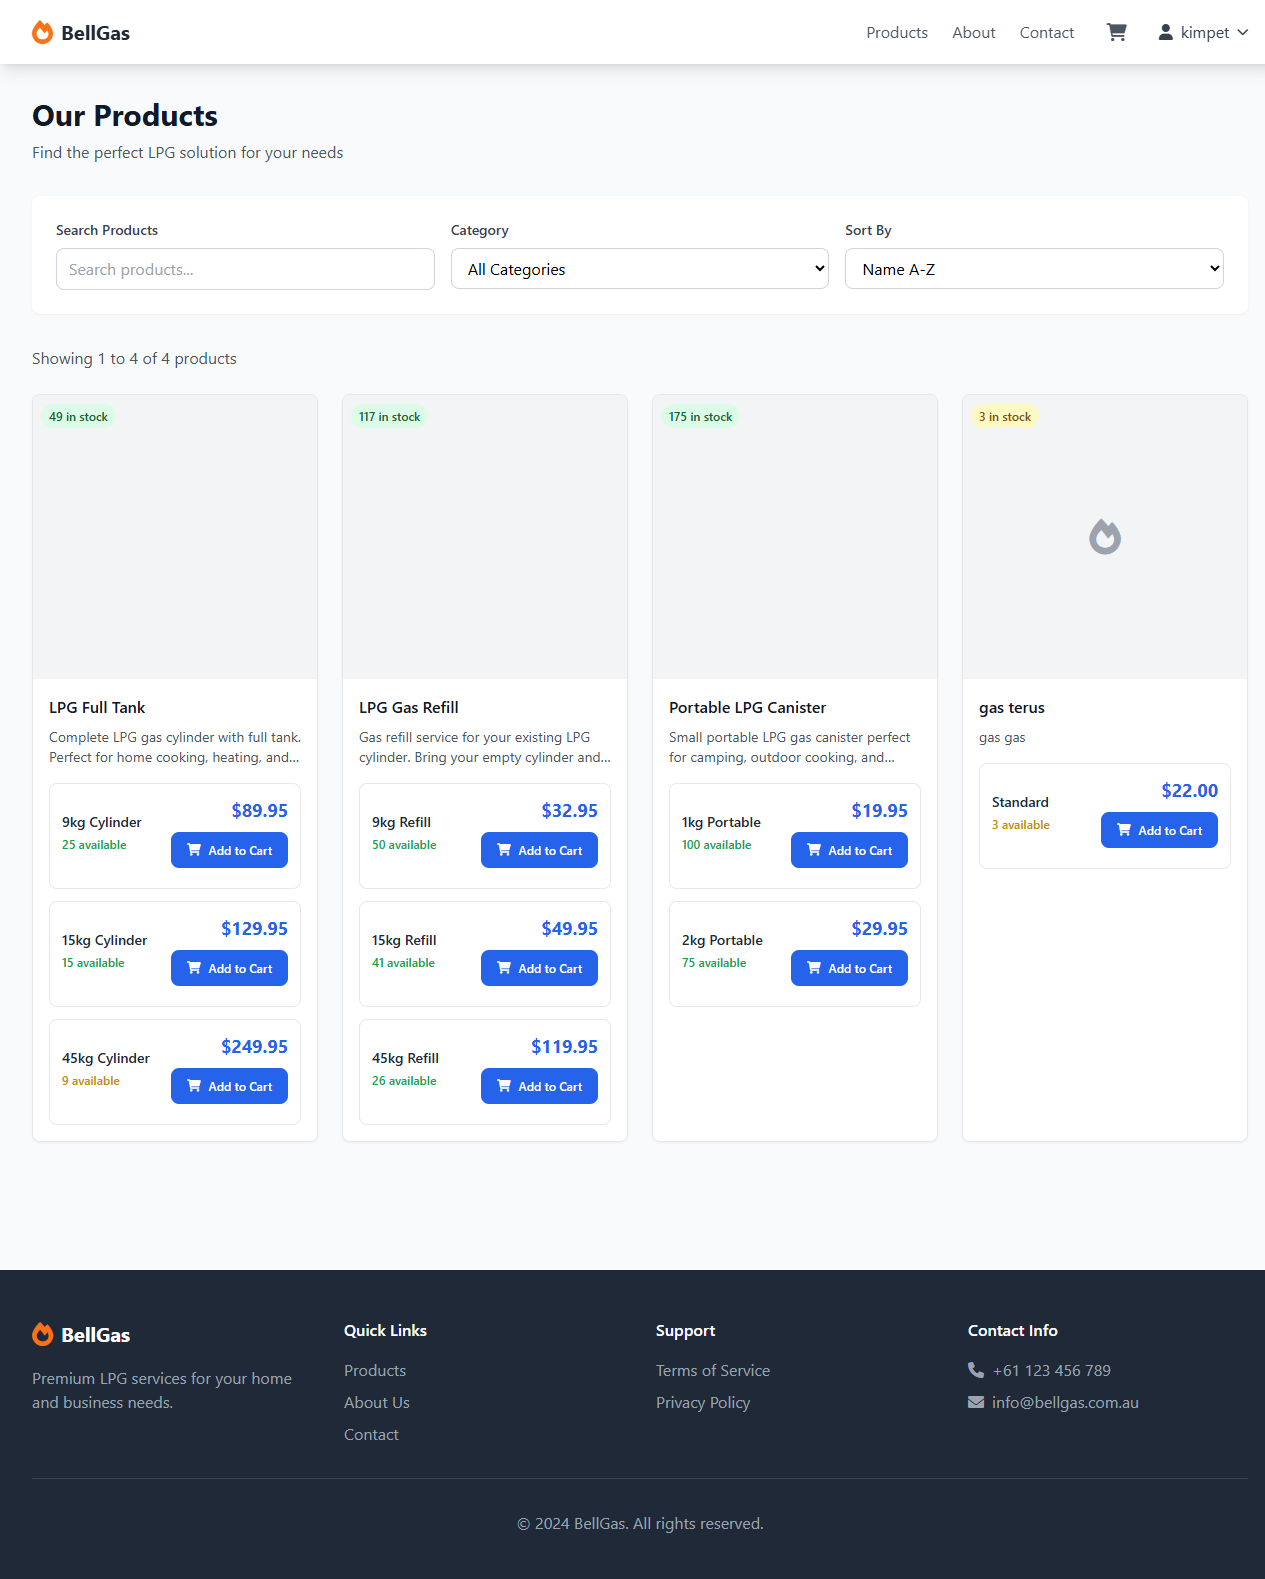 BellGas
Products
About
Contact
kimpet
Our Products
Find the perfect LPG solution for your needs
Search Products
Search products...
Category
All Categories
Sort By
Name A-Z
Showing 1 to 4 of 4 products
49 in stock
LPG Full Tank
Complete LPG gas cylinder with full tank.
Perfect for home cooking, heating, and...
9kg Cylinder
25 available
$89.95
Add to Cart
15kg Cylinder
15 available
$129.95
Add to Cart
45kg Cylinder
9 available
$249.95
Add to Cart
117 in stock
LPG Gas Refill
Gas refill service for your existing LPG
cylinder. Bring your empty cylinder and...
9kg Refill
50 available
$32.95
Add to Cart
15kg Refill
41 available
$49.95
Add to Cart
45kg Refill
26 available
$119.95
Add to Cart
175 in stock
Portable LPG Canister
Small portable LPG gas canister perfect
for camping, outdoor cooking, and...
1kg Portable
100 available
$19.95
Add to Cart
2kg Portable
75 available
$29.95
Add to Cart
3 in stock
gas terus
gas gas
Standard
3 available
$22.00
Add to Cart
BellGas
Premium LPG services for your home
and business needs.
Quick Links
Products
About Us
Contact
Support
Terms of Service
Privacy Policy
Contact Info
+61 123 456 789
info@bellgas.com.au
© 2024 BellGas. All rights reserved.